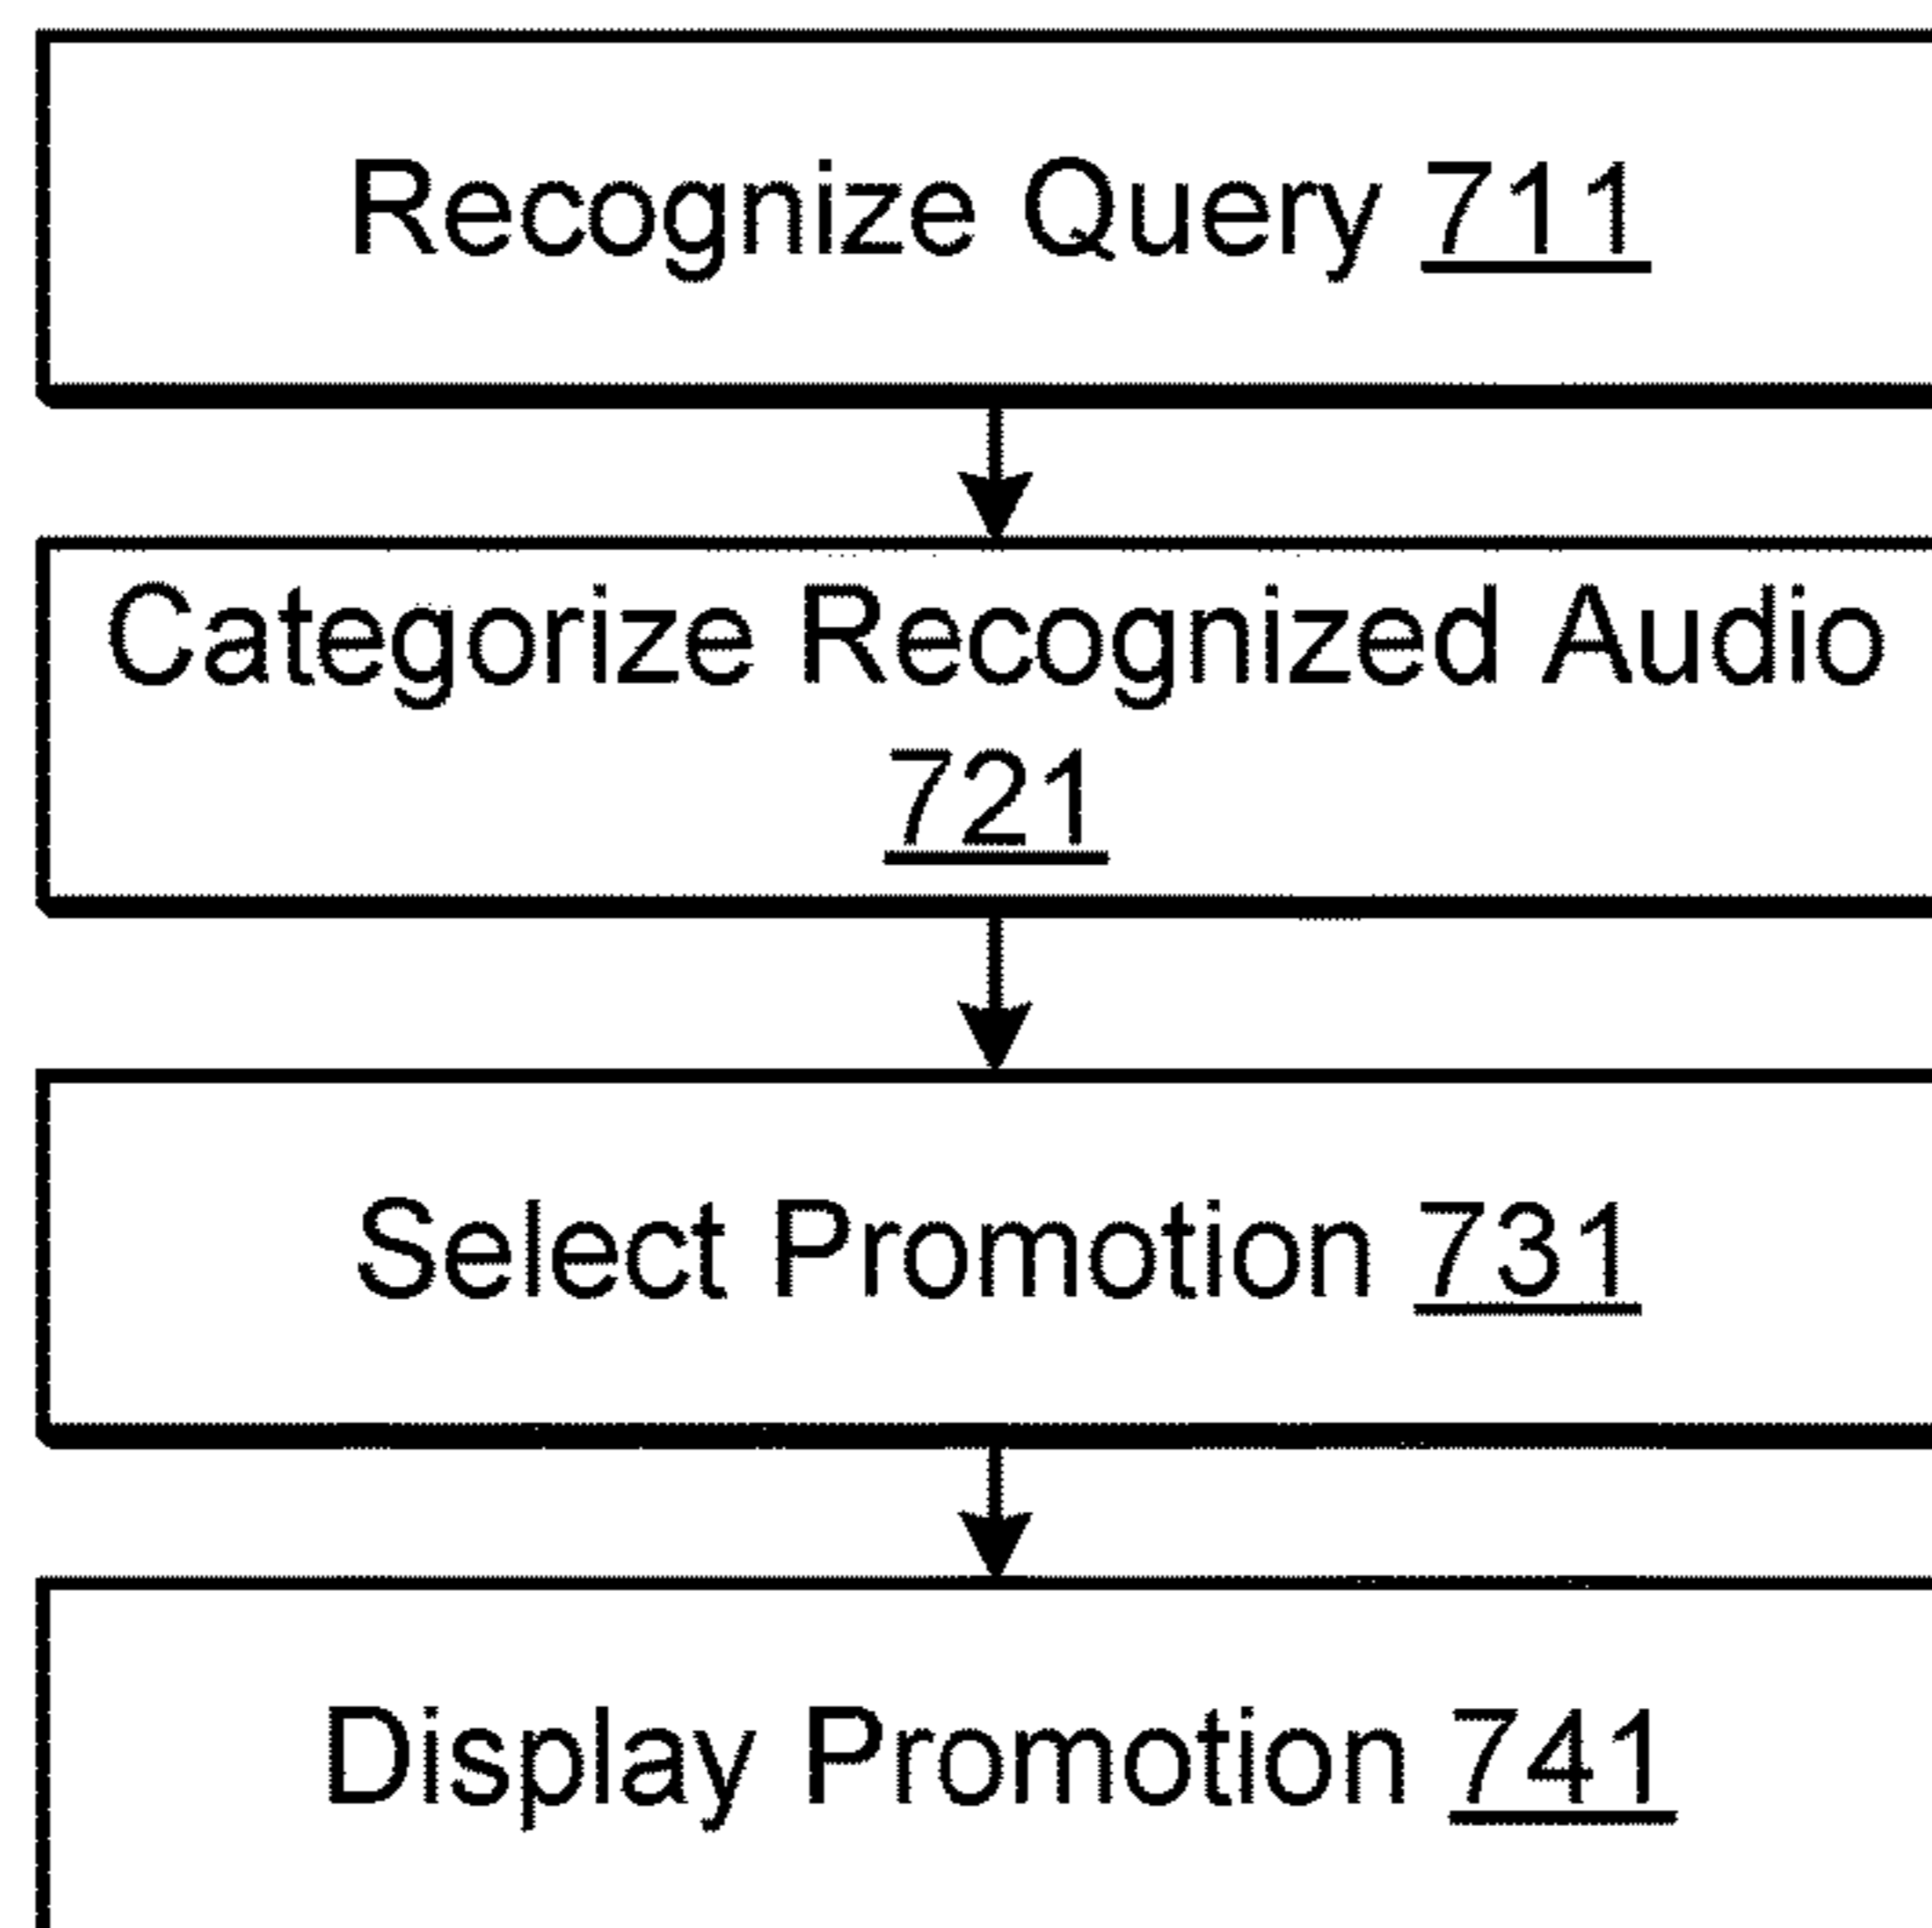 Recognize Query 711
Categorize Recognized Audio
721
Select Promotion 731
Display Promotion 741